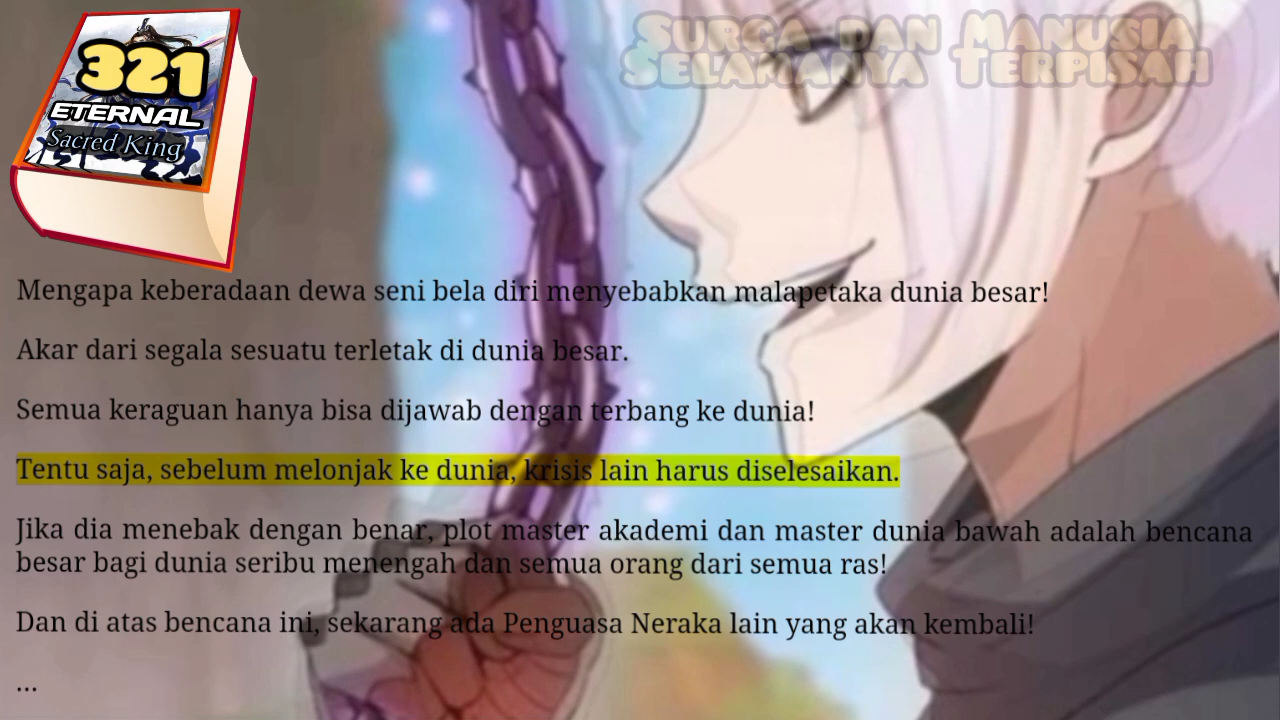 321
ETERNAL
Sacred King
Surga dan Manusia
Selamanya Terpisah
Mengapa keberadaan dewa seni bela diri menyebabkan malapetaka dunia besar!
Akar dari segala sesuatu terletak di dunia besar.
Semua keraguan hanya bisa dijawab dengan terbang ke dunia!
Tentu saja, sebelum melonjak ke dunia, krisis lain harus diselesaikan.
Jika dia menebak dengan benar, plot master akademi dan master dunia bawah adalah bencana
besar bagi dunia seribu menengah dan semua orang dari semua ras!
Dan di atas bencana ini, sekarang ada Penguasa Neraka lain yang akan kembali!
...